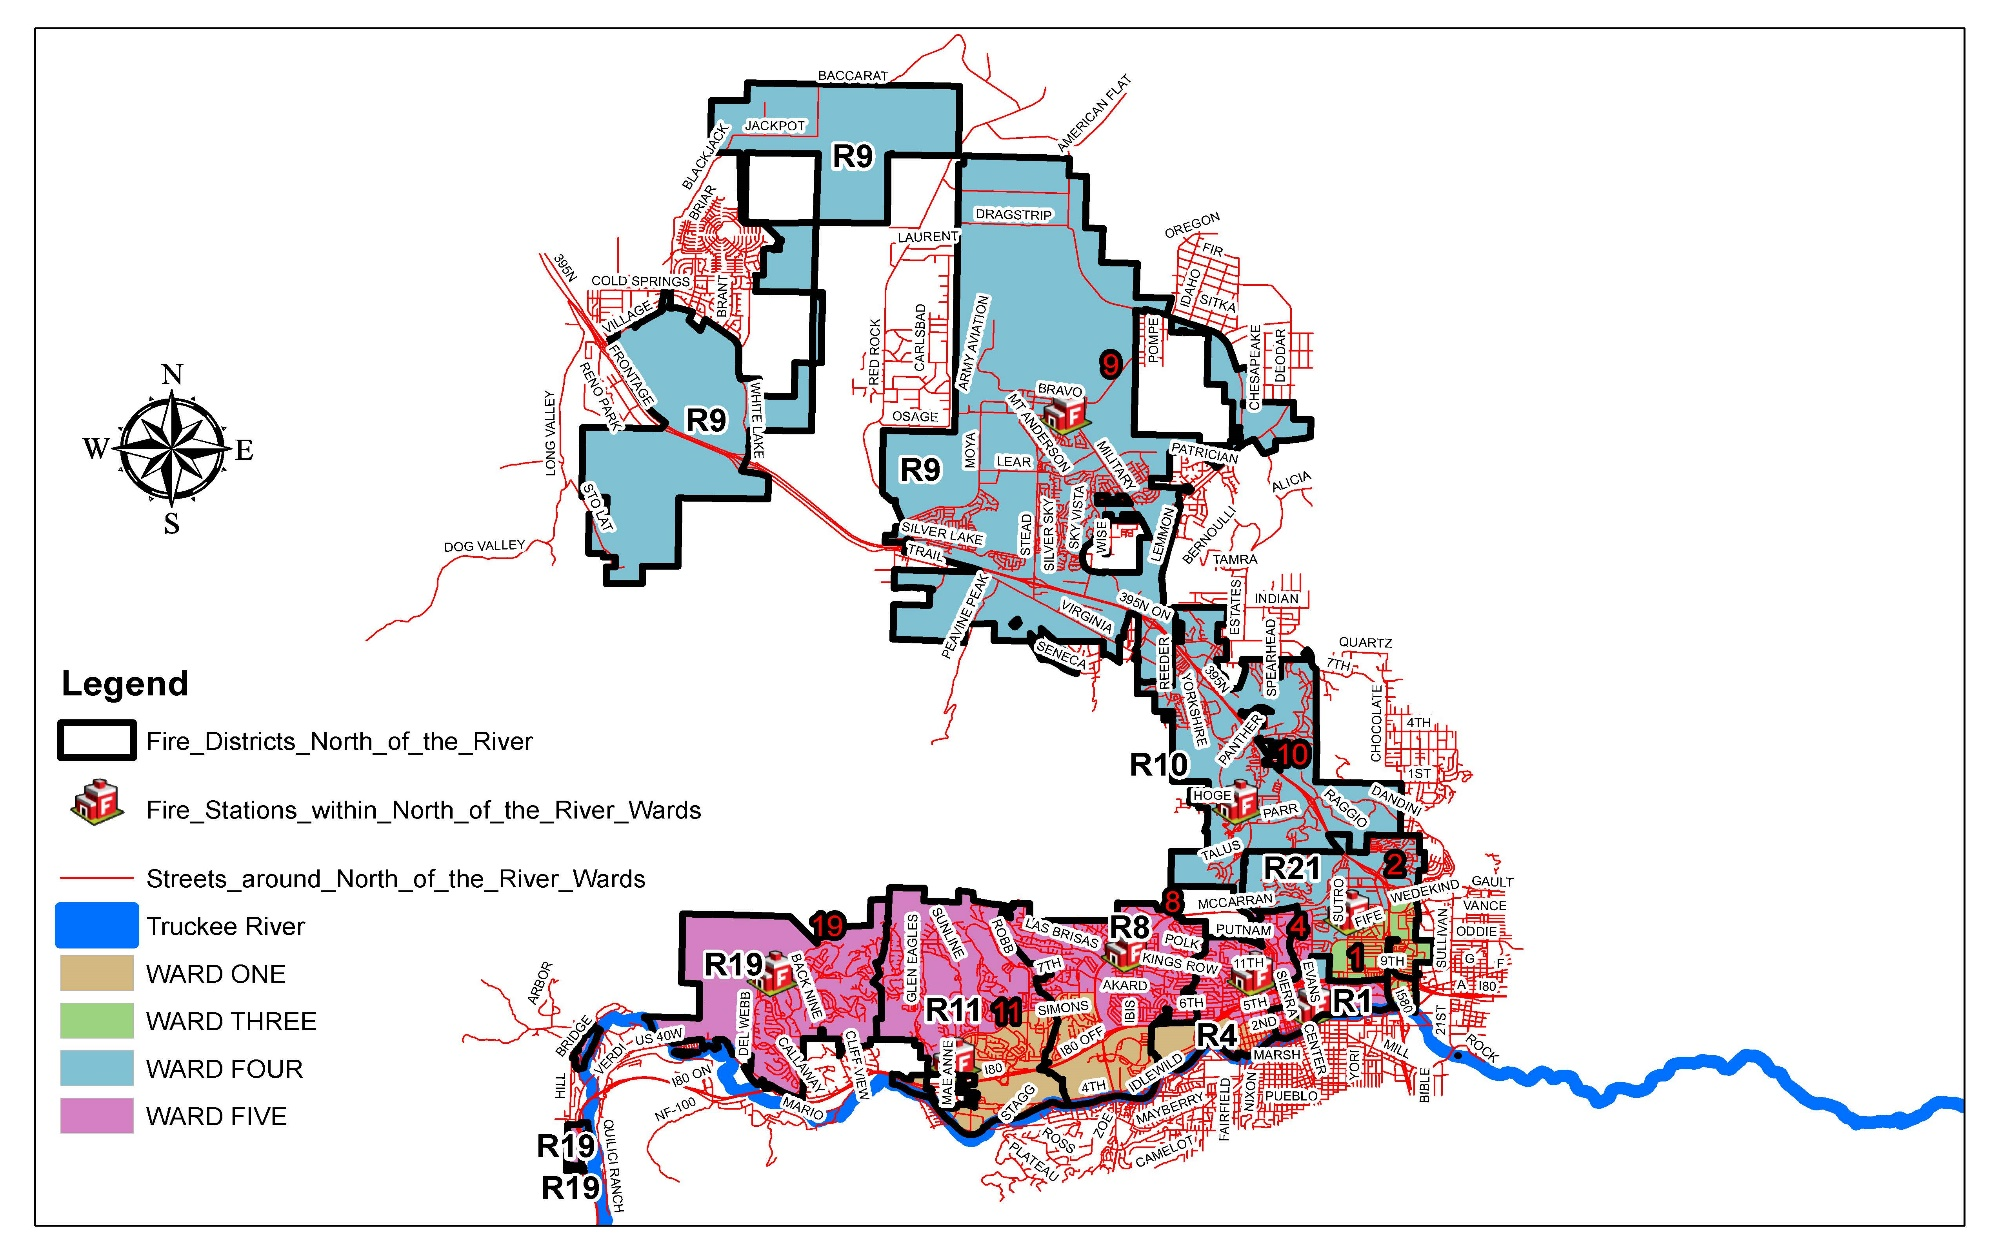 BACCARAT
AMERICAN FLAT
JACKPOT
BLACKJACK
R9
BRIAR
DRAGSTRIP
OREGON
FIR
LAURENT
395N
COLD SPRINGS
BRANT
IDAHO
SITKA
VILLAGE
ARMY AVIATION
RED ROCK
CARLSBAD
POMPE
CHESAPEAKE
DEODAR
FRONTAGE
RENO PARK
9
BRAVO
WHITE LAKE
N
W
E
S
LONG VALLEY
R9
OSAGE
MT ANDERSON
MOYA
LEAR
MILITARY
PATRICIAN
R9
ALICIA
STO LAT
SILVER LAKE
STEAD
SILVER SKY
SKY VISTA
WISE
LEMMON
BERNOULLI
DOG VALLEY
TRAIL
TAMRA
PEAVINE PEAK
VIRGINIA
395N ON
ESTATES
INDIAN
SENECA
REEDER
SPEARHEAD
QUARTZ
7TH
395N
YORKSHIRE
CHOCOLATE
4TH
PANTHER
10
R10
1ST
HOGE
PARR
RAGGIO
DANDINI
TALUS
R21
2
WEDEKIND
GAULT
VANCE
MCCARRAN
SUTRO
FIFE
8
19
GLEN EAGLES
SUNLINE
ROBB
LAS BRISAS
R8
POLK
PUTNAM
4
SULLIVAN
ODDIE
1
9TH
G
F
R19
BACK NINE
7TH
KINGS ROW
11TH
EVANS
AKARD
SIERRA
A
I80
ARBOR
R11
11
SIMONS
IBIS
6TH
5TH
R1
I580
DEL WEBB
BRIDGE
VERDI
US 40W
CALLAWAY
CLIFF VIEW
I80 OFF
R4
2ND
CENTER
21ST
MILL
ROCK
MARSH
YORI
BIBLE
HILL
I80 ON
MAE ANNE
I80
4TH
IDLEWILD
NF-100
MARIO
STAGG
ZOE
MAYBERRY
FAIRFIELD
NIXON
PUEBLO
R19
QUILICI RANCH
ROSS
PLATEAU
CAMELOT
R19
Legend
Fire_Districts_North_of_the_River
F
Fire_Stations_within_North_of_the_River_Wards
Streets_around_North_of_the_River_Wards
Truckee River
WARD ONE
WARD THREE
WARD FOUR
WARD FIVE